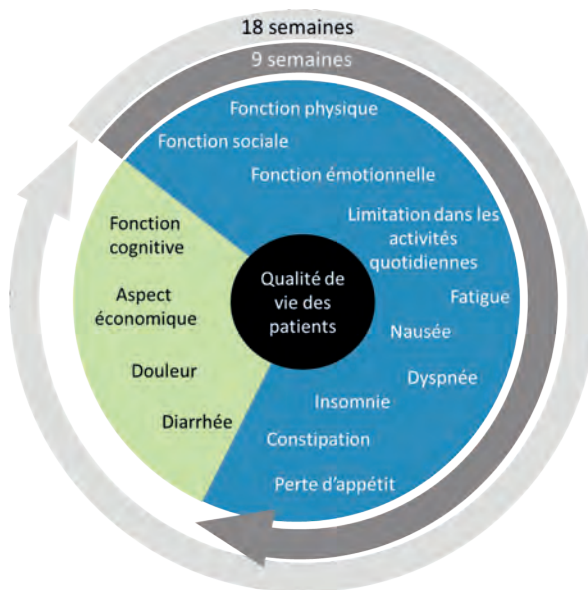 18 semaines
9 semaines
Fonction physique
Fonction sociale
Fonction émotionnelle
Limitation dans les
activités
quotidiennes
Fatigue
Nausée
Dyspnée
Insomnie
Constipation
Perte d'appétit
Fonction
cognitive
Aspect
économique
Douleur
Diarrhée
Qualité de
vie des
patients